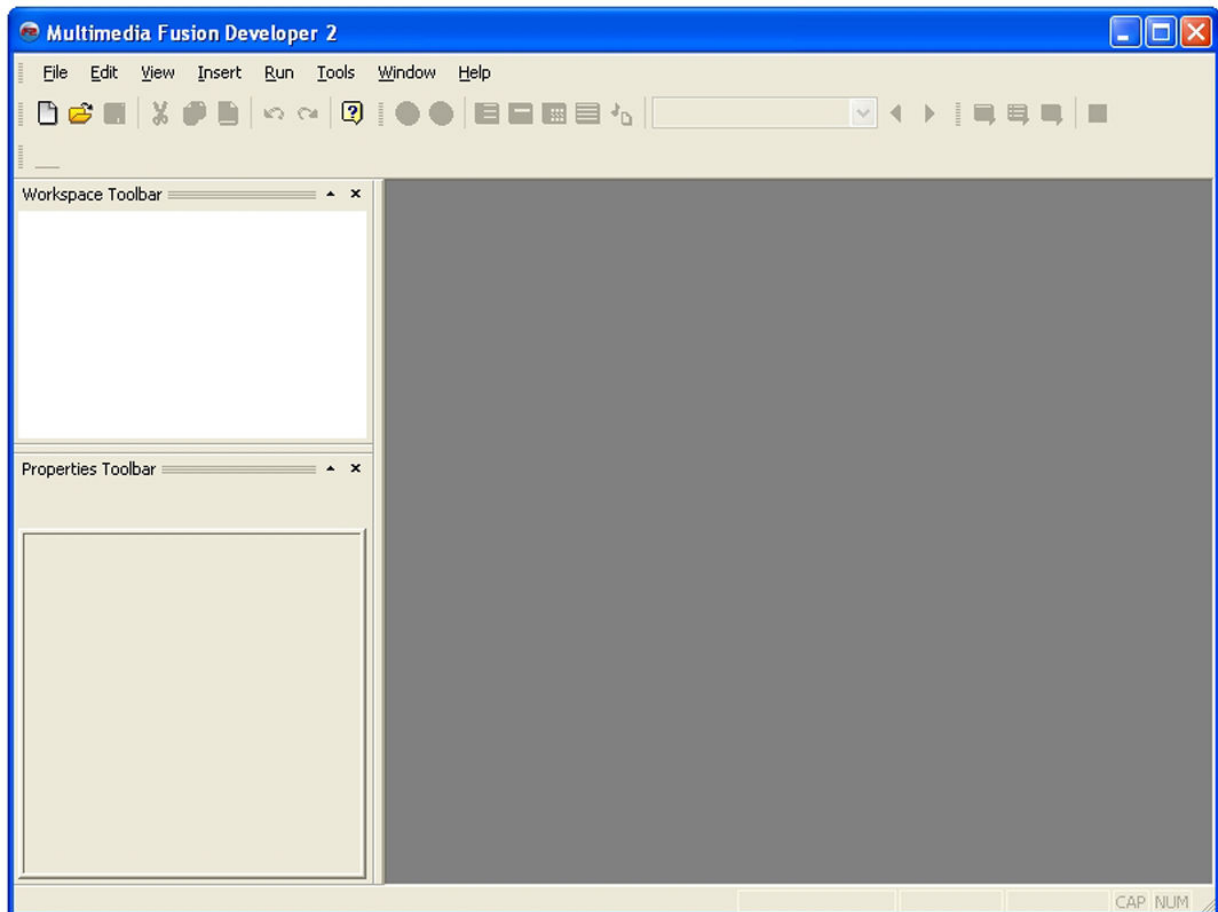 Multimedia Fusion Developer 2
File Edit View Insert Run Tools Window Help
Workspace Toolbar
Properties Toolbar
CAP NUM